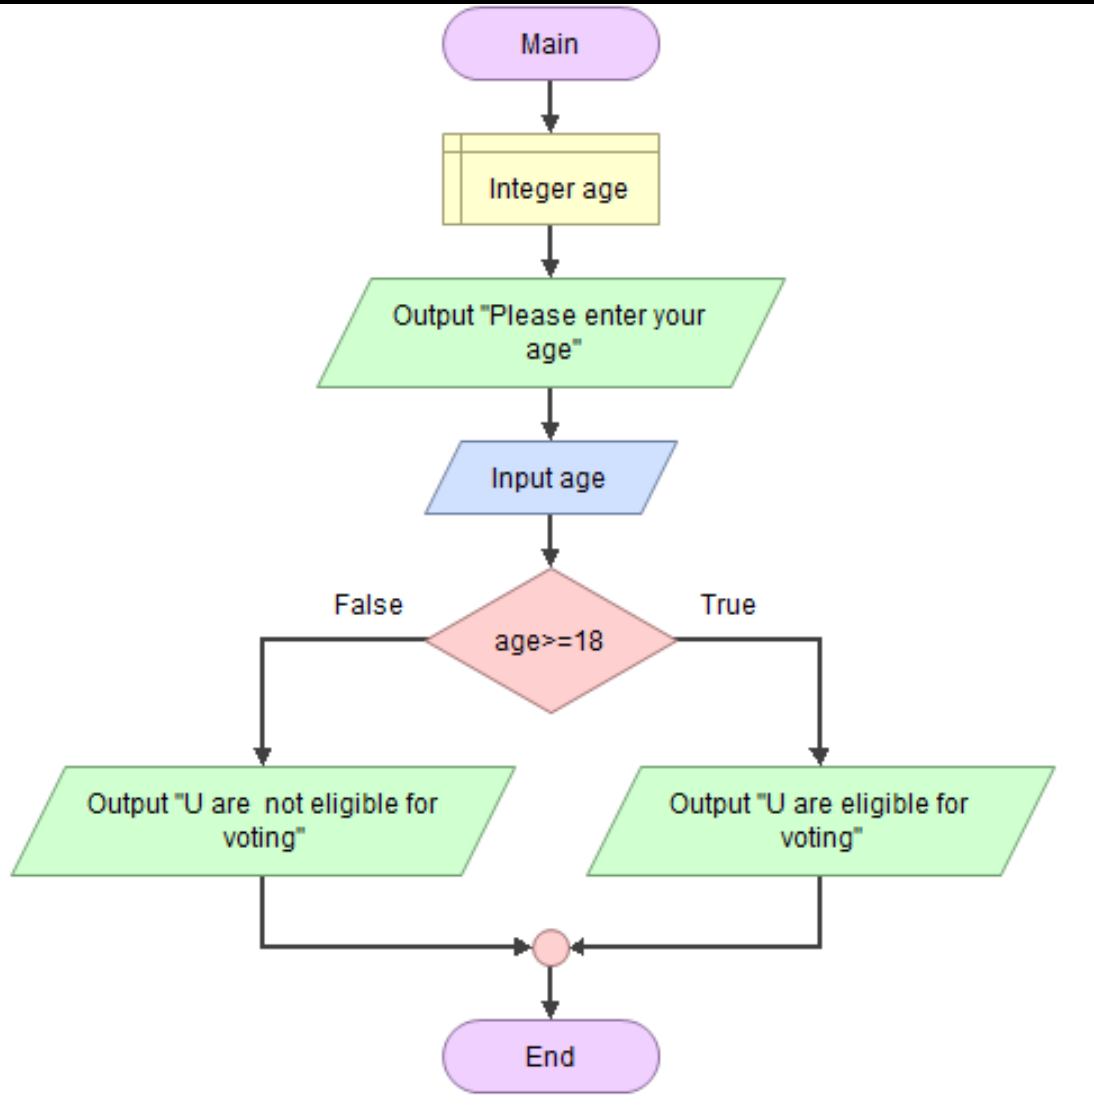 Main
Integer age
Output "Please enter your
age"
Input age
False
True
age>=18
Output "U are  not eligible for
voting"
Output "U are eligible for
voting"
End